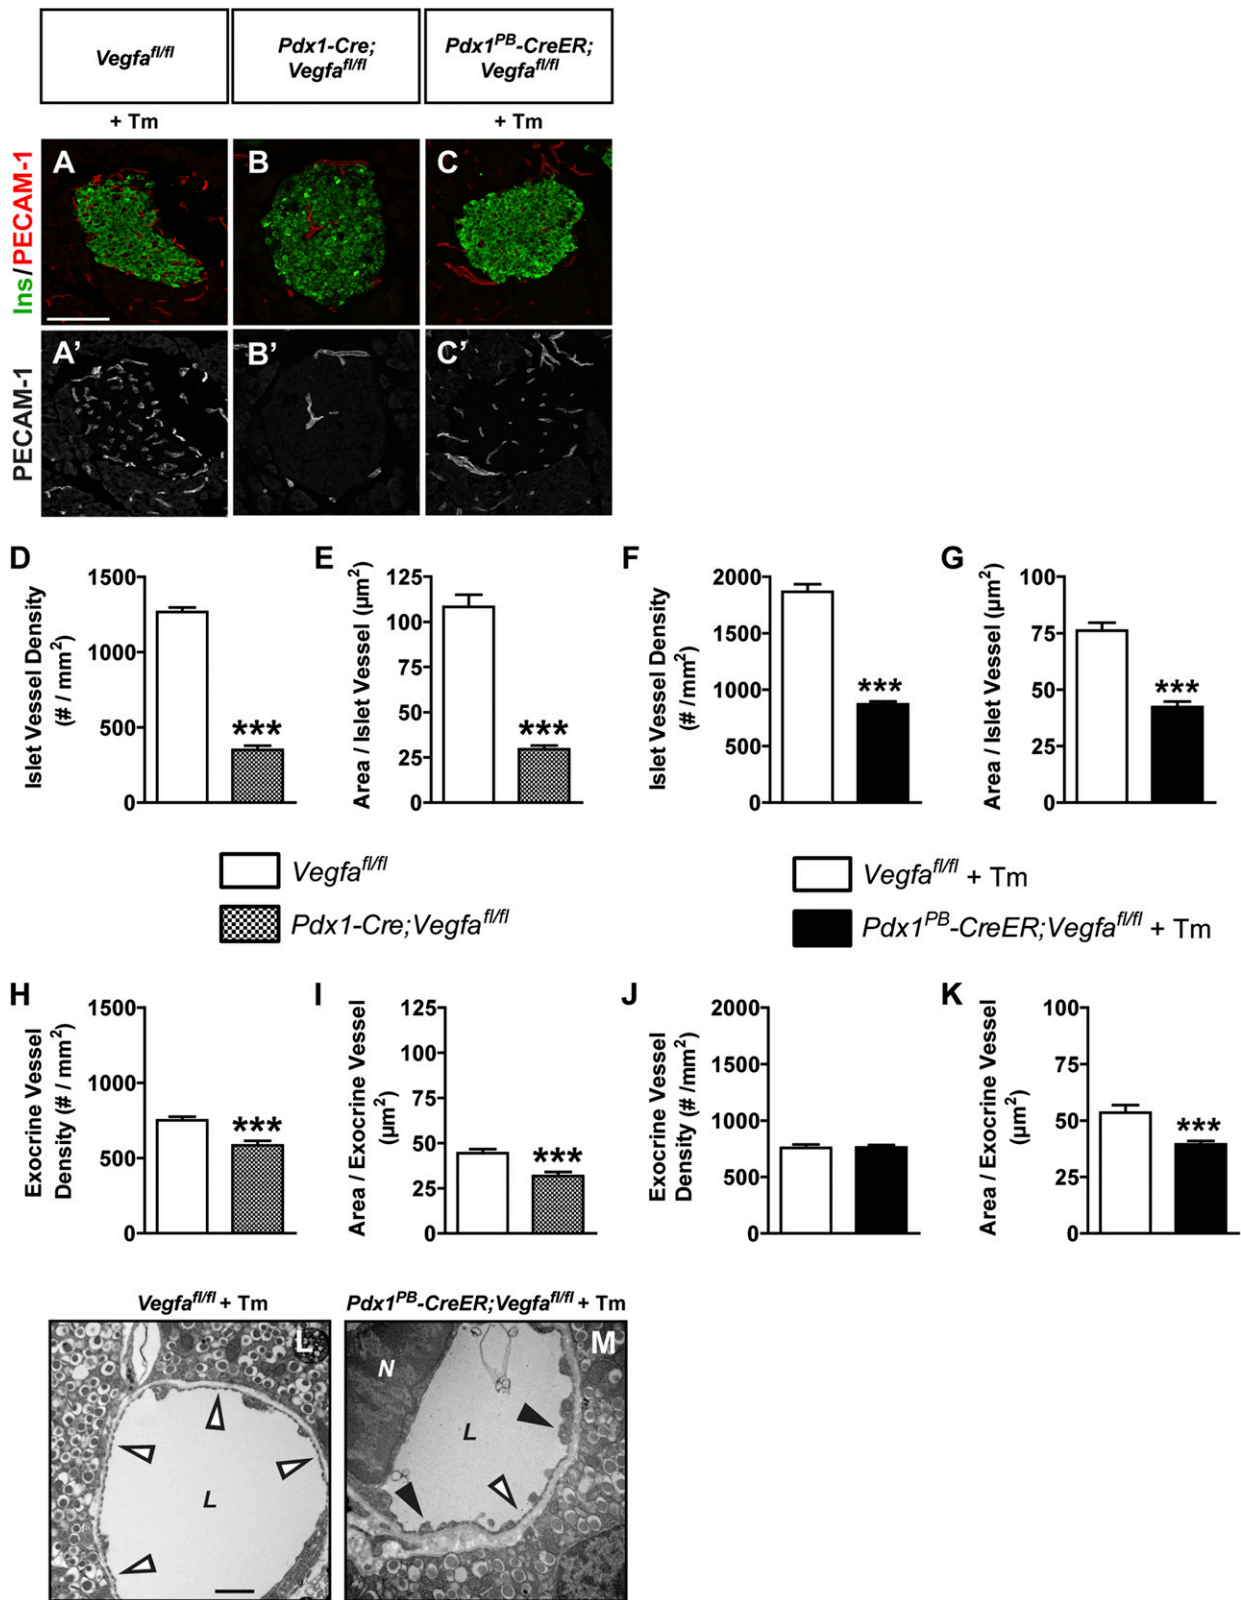 Vegfa^fl/fl
Pdx1-Cre;
Vegfa^fl/fl
Pdx1^PB-CreER;
Vegfa^fl/fl
+ Tm
+ Tm
Ins/PECAM-1
A
B
C
PECAM-1
A'
B'
C'
D
Islet Vessel Density
(# / mm²)
1500
1000
500
0
***
E
Area / Islet Vessel (µm²)
125
100
75
50
25
0
***
F
Islet Vessel Density
(# /mm²)
2000
1500
1000
500
0
***
G
Area / Islet Vessel (µm²)
100
75
50
25
0
***
Vegfa^fl/fl
Pdx1-Cre;Vegfa^fl/fl
Vegfa^fl/fl + Tm
Pdx1^PB-CreER;Vegfa^fl/fl + Tm
H
Exocrine Vessel
Density (# / mm²)
1500
1000
500
0
***
I
Area / Exocrine Vessel
(µm²)
125
100
75
50
25
0
***
J
Exocrine Vessel
Density (# /mm²)
2000
1500
1000
500
0
K
Area / Exocrine Vessel
(µm²)
100
75
50
25
0
***
Vegfa^fl/fl + Tm
Pdx1^PB-CreER;Vegfa^fl/fl + Tm
L
L
M
N
L